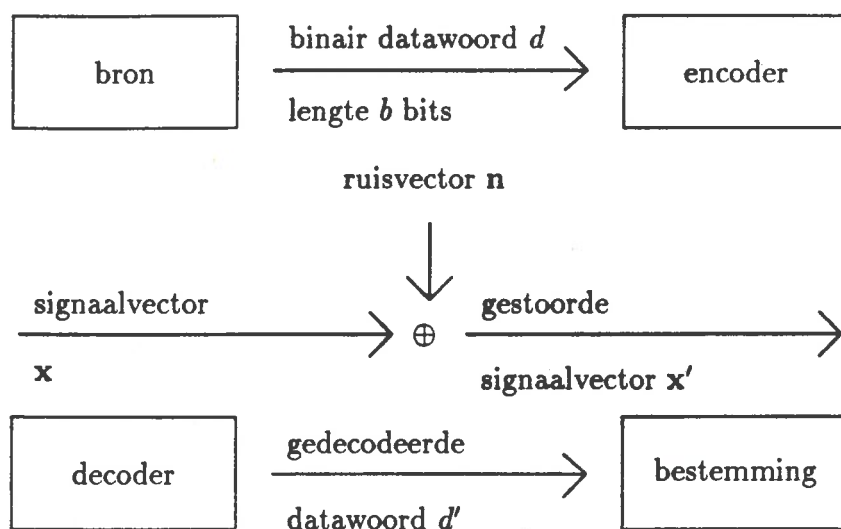 bron
binair datawoord d
lengte b bits
encoder
ruisvector n
signaalvector
x
⊕
gestoorde
signaalvector x′
decoder
gedecodeerde
datawoord d′
bestemming